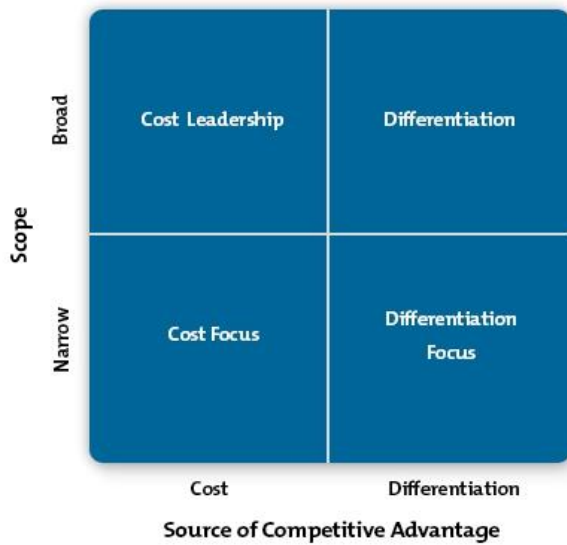 Broad
Cost Leadership
Differentiation
Scope
Narrow
Cost Focus
Differentiation
Focus
Cost
Differentiation
Source of Competitive Advantage